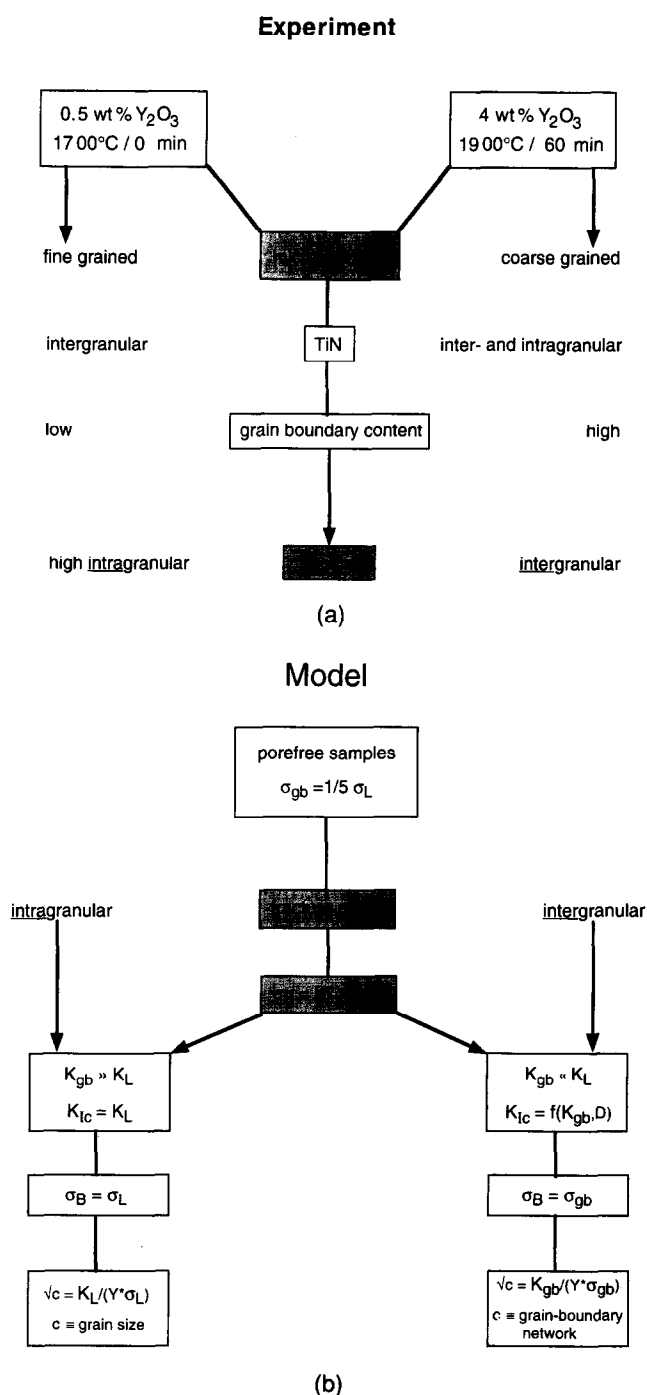 Experiment
0.5 wt% Y₂O₃
1700°C / 0 min
4 wt% Y₂O₃
1900°C / 60 min
fine grained
coarse grained
intergranular
TiN
inter- and intragranular
low
grain boundary content
high
high intragranular
intergranular
(a)
Model
porefree samples
σgb =1/5 σL
intragranular
intergranular
Kgb » KL
KIc = KL
Kgb « KL
KIc = f(Kgb,D)
σB = σL
σB = σgb
√c = KL/(Y*σL)
c ≡ grain size
√c = Kgb/(Y*σgb)
c ≡ grain-boundary
network
(b)